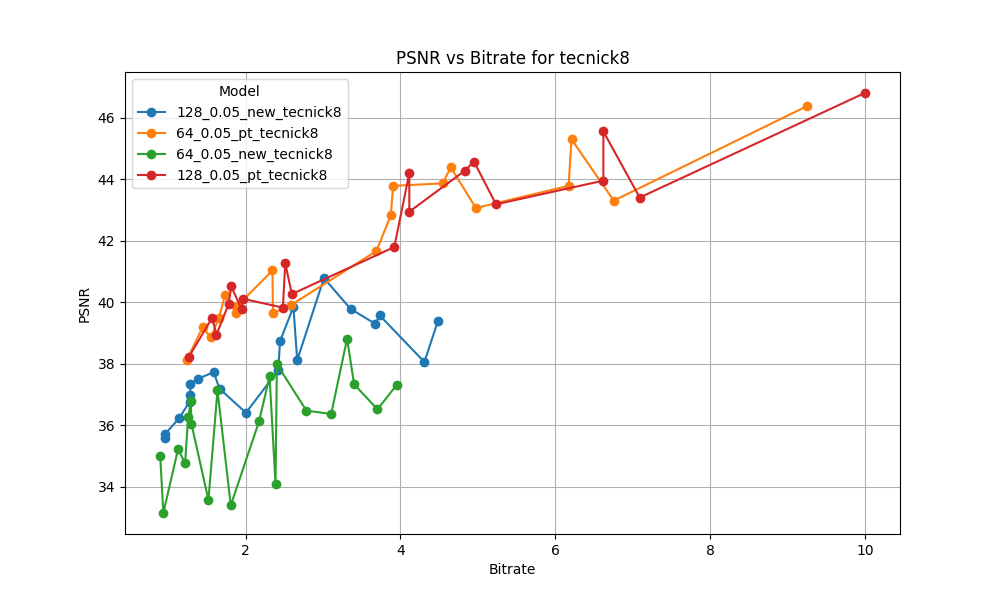 PSNR vs Bitrate for tecnick8
Model
128_0.05_new_tecnick8
64_0.05_pt_tecnick8
64_0.05_new_tecnick8
128_0.05_pt_tecnick8
46
44
42
40
38
36
34
PSNR
2 4 6 8 10
Bitrate